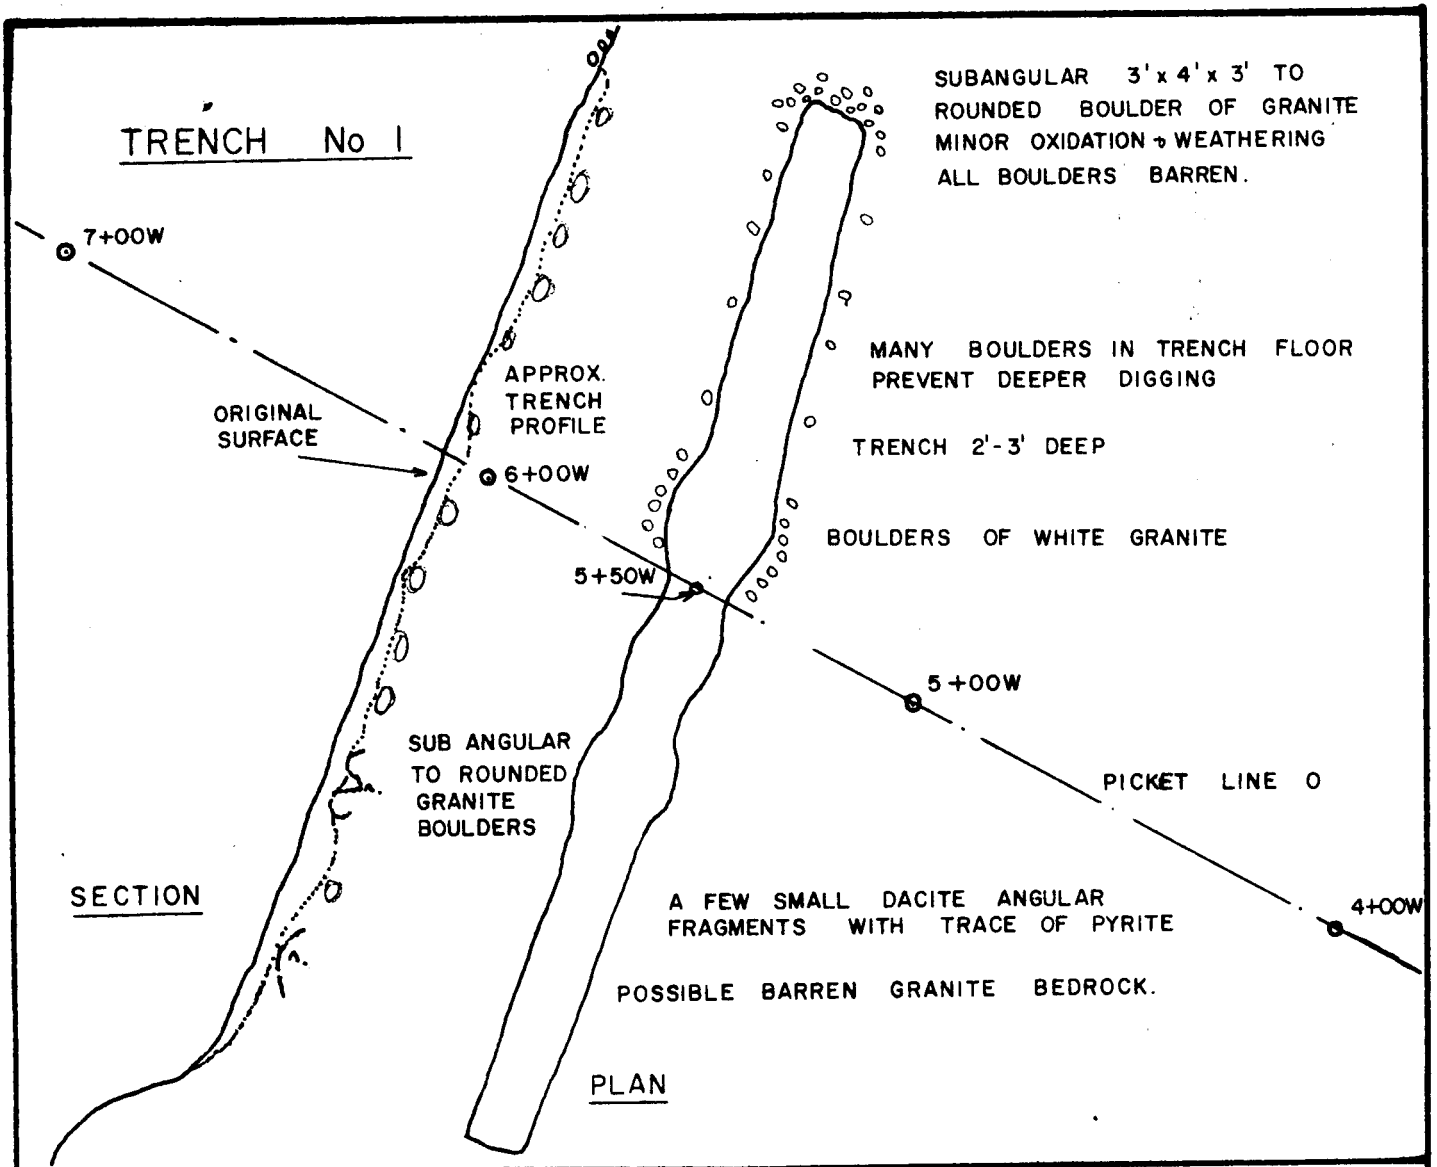 TRENCH No 1
SUBANGULAR 3' x 4' x 3' TO
ROUNDED BOULDER OF GRANITE
MINOR OXIDATION & WEATHERING
ALL BOULDERS BARREN.
7+00W
APPROX.
TRENCH
PROFILE
MANY BOULDERS IN TRENCH FLOOR
PREVENT DEEPER DIGGING
ORIGINAL
SURFACE
TRENCH 2'-3' DEEP
6+00W
BOULDERS OF WHITE GRANITE
5+50W
5+00W
SUB ANGULAR
TO ROUNDED
GRANITE
BOULDERS
PICKET LINE 0
SECTION
A FEW SMALL DACITE ANGULAR
FRAGMENTS WITH TRACE OF PYRITE
4+00W
POSSIBLE BARREN GRANITE BEDROCK.
PLAN